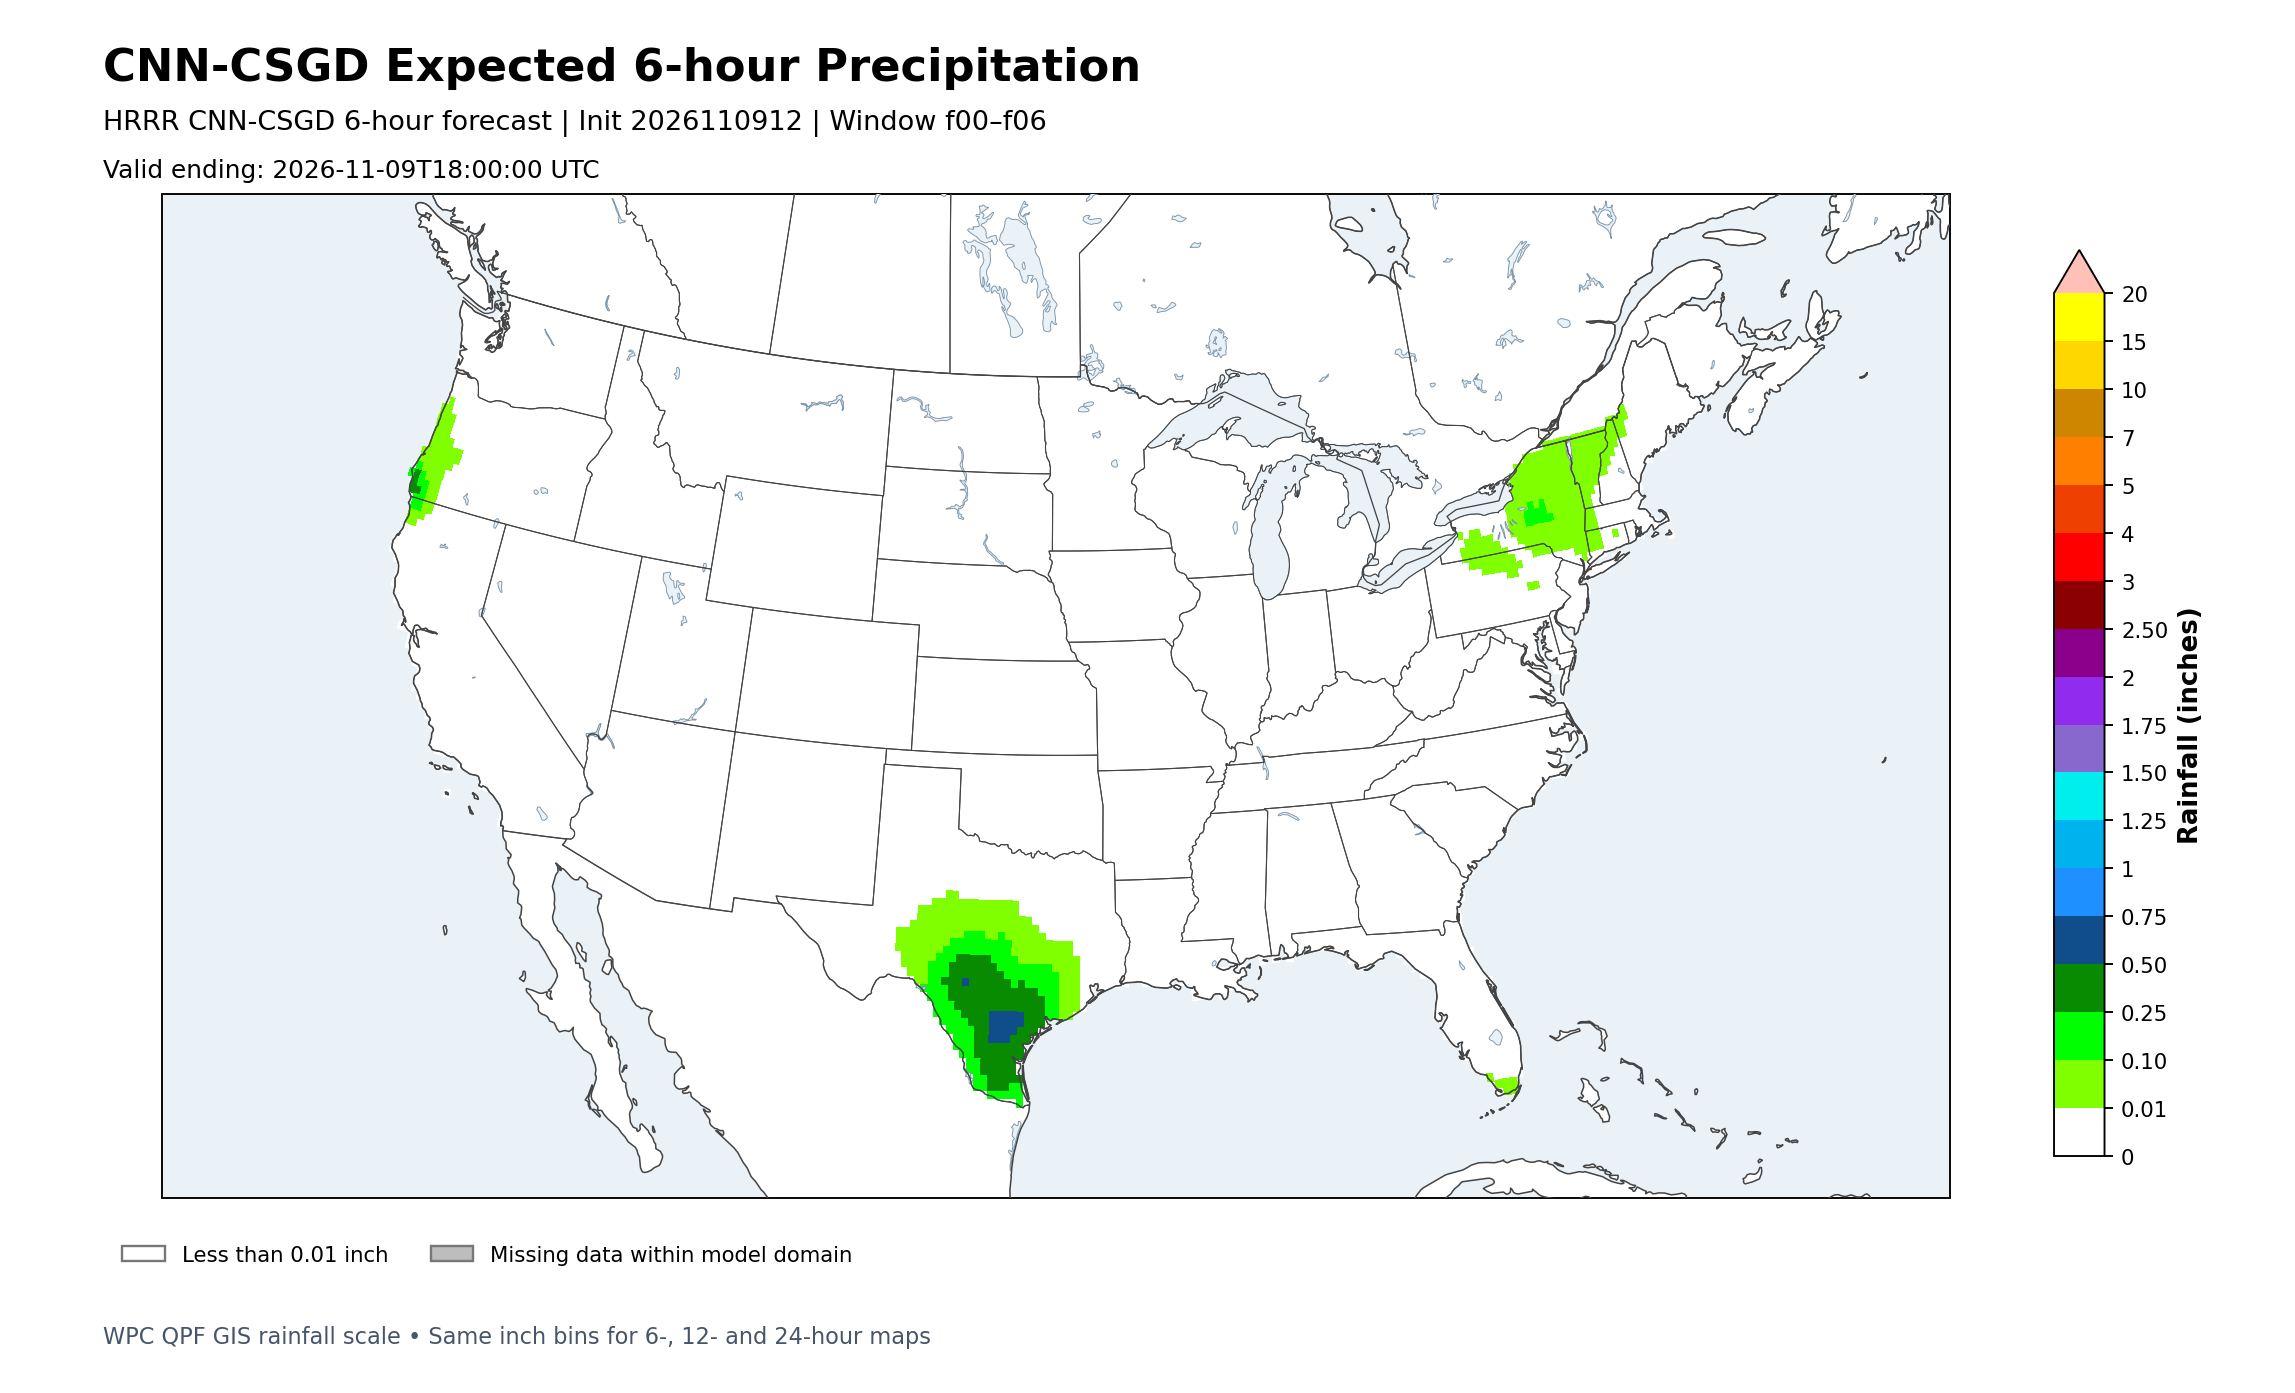 CNN-CSGD Expected 6-hour Precipitation
HRRR CNN-CSGD 6-hour forecast | Init 2026110912 | Window f00–f06
Valid ending: 2026-11-09T18:00:00 UTC
20
15
10
7
5
4
3
2.50
2
1.75
1.50
1.25
1
0.75
0.50
0.25
0.10
0.01
0
Rainfall (inches)
Less than 0.01 inch
Missing data within model domain
WPC QPF GIS rainfall scale • Same inch bins for 6-, 12- and 24-hour maps